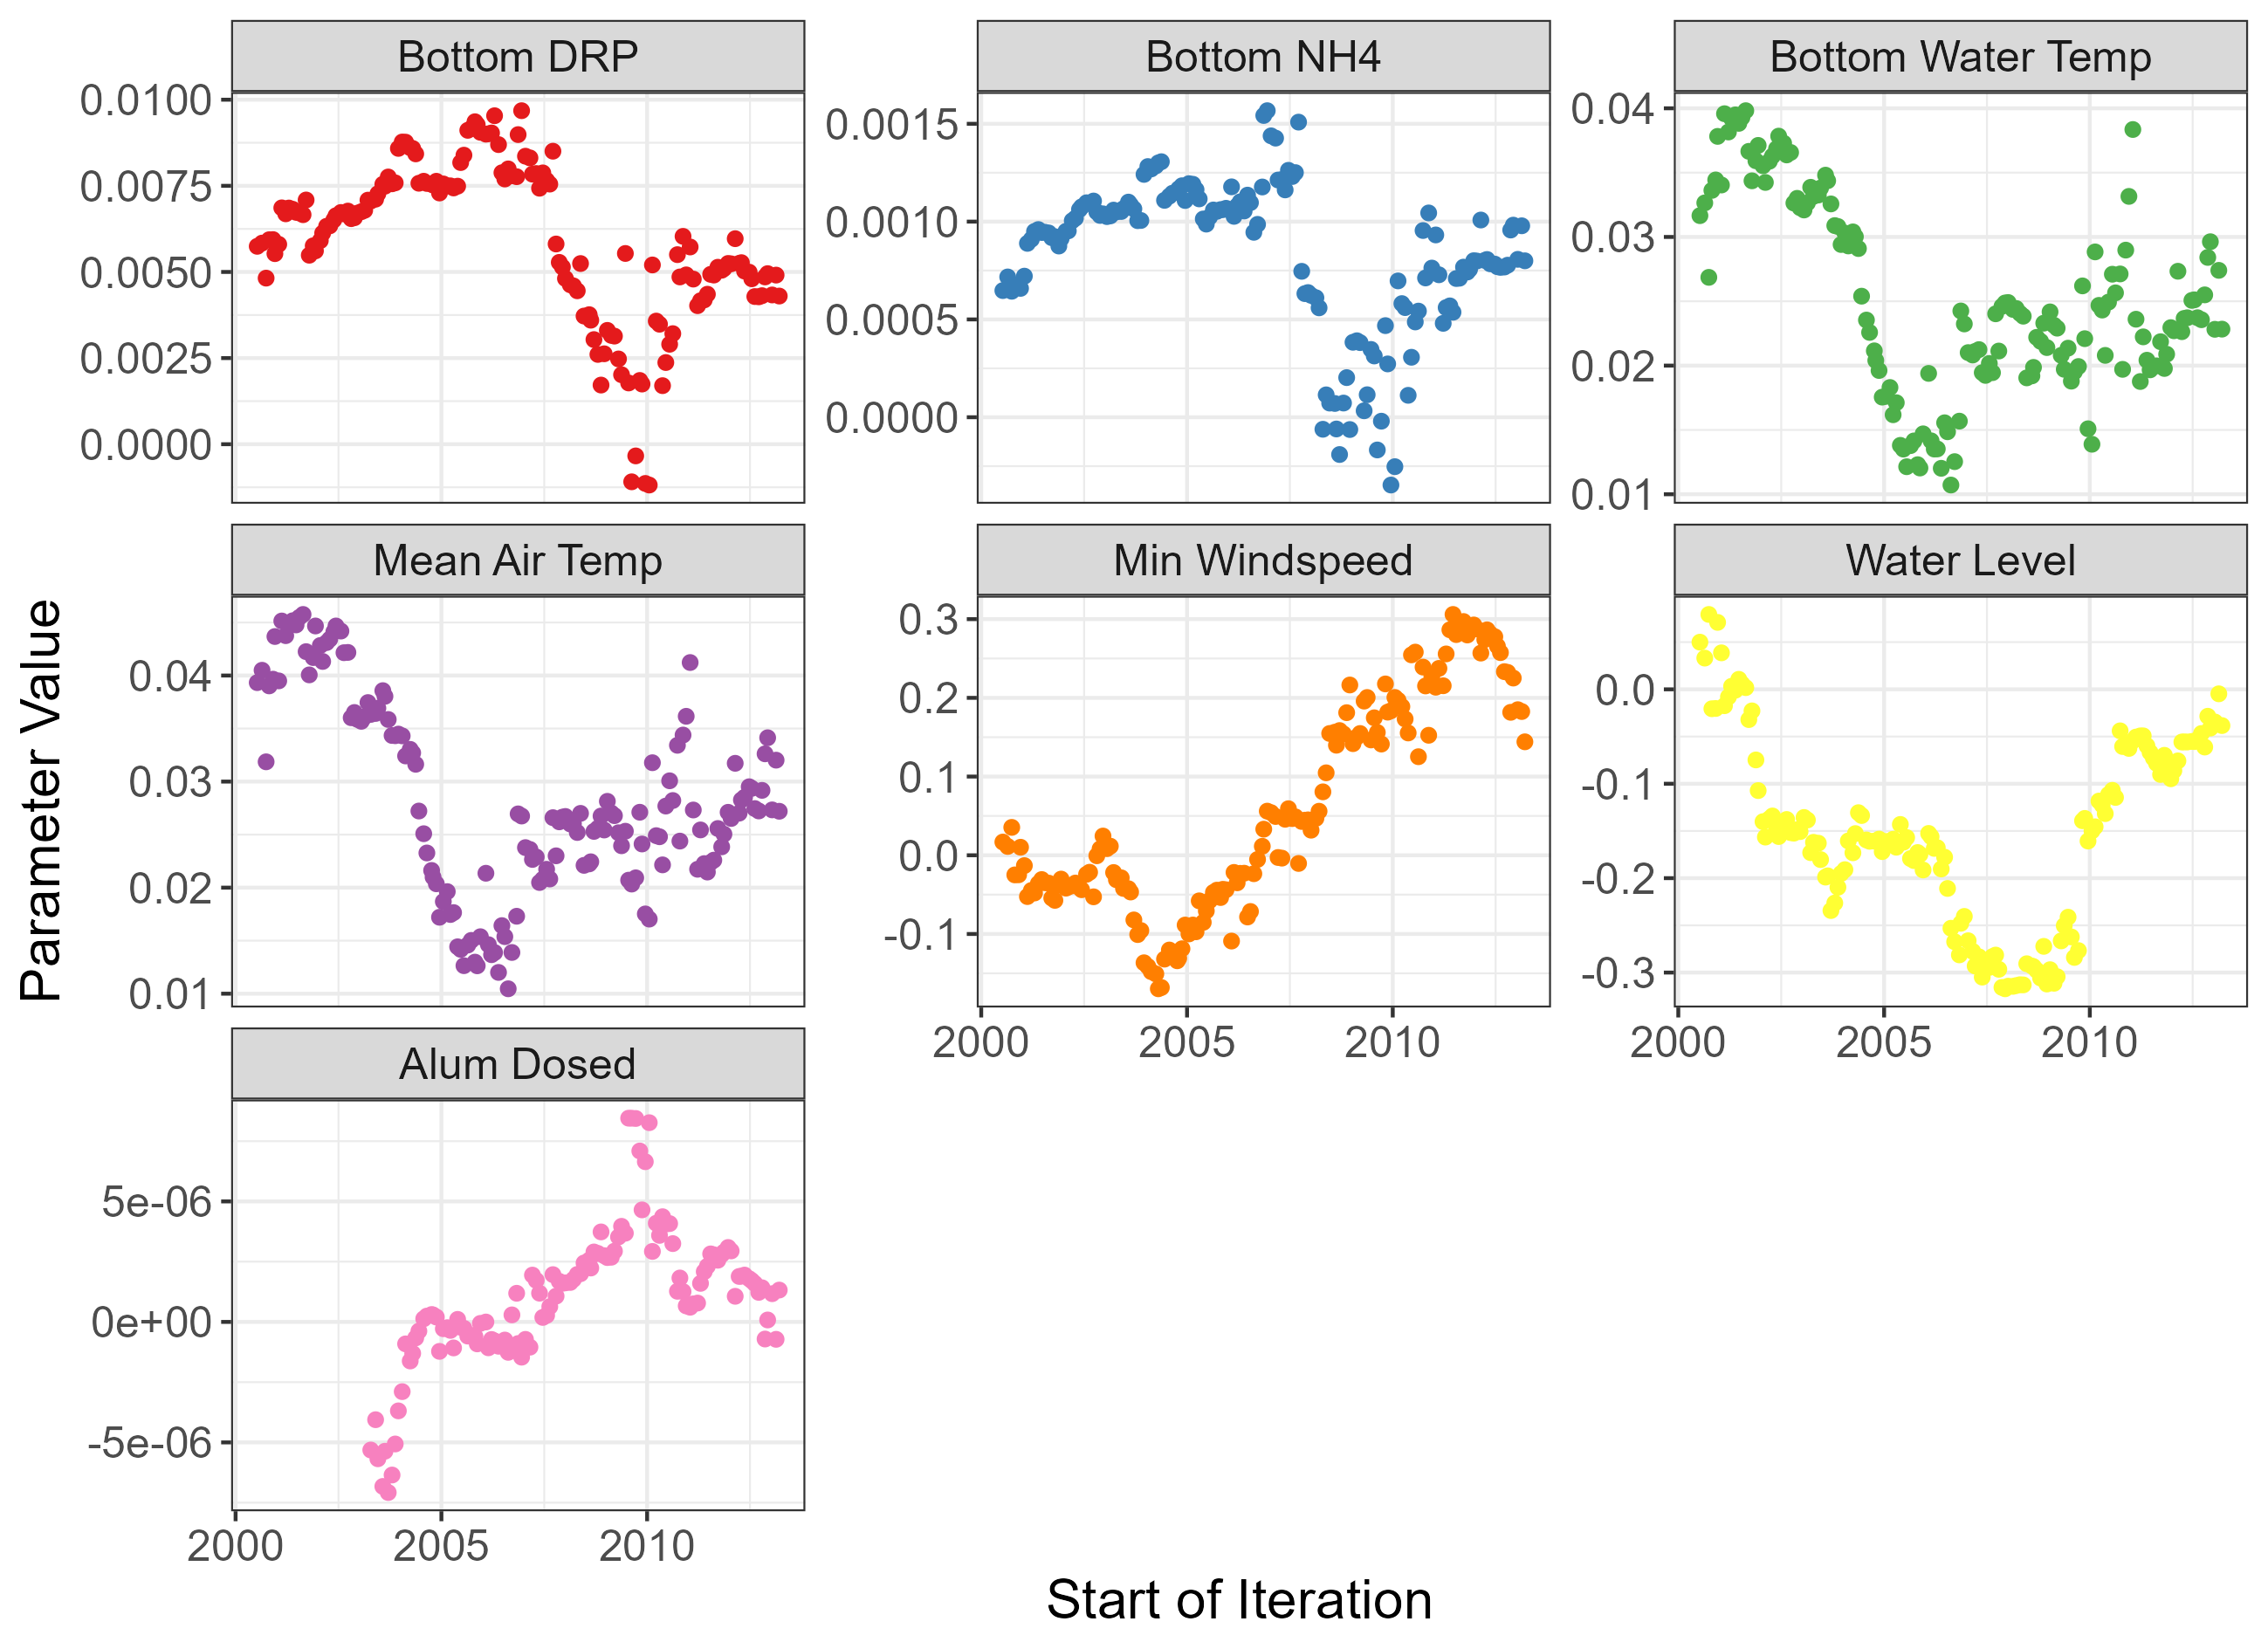 Bottom DRP
Bottom NH4
Bottom Water Temp
0.0100
0.0075
0.0050
0.0025
0.0000
0.0015
0.0010
0.0005
0.0000
0.04
0.03
0.02
0.01
Mean Air Temp
Min Windspeed
Water Level
0.04
0.03
0.02
0.01
0.3
0.2
0.1
0.0
-0.1
0.0
-0.1
-0.2
-0.3
2000 2005 2010
2000 2005 2010
Alum Dosed
5e-06
0e+00
-5e-06
2000 2005 2010
Parameter Value
Start of Iteration